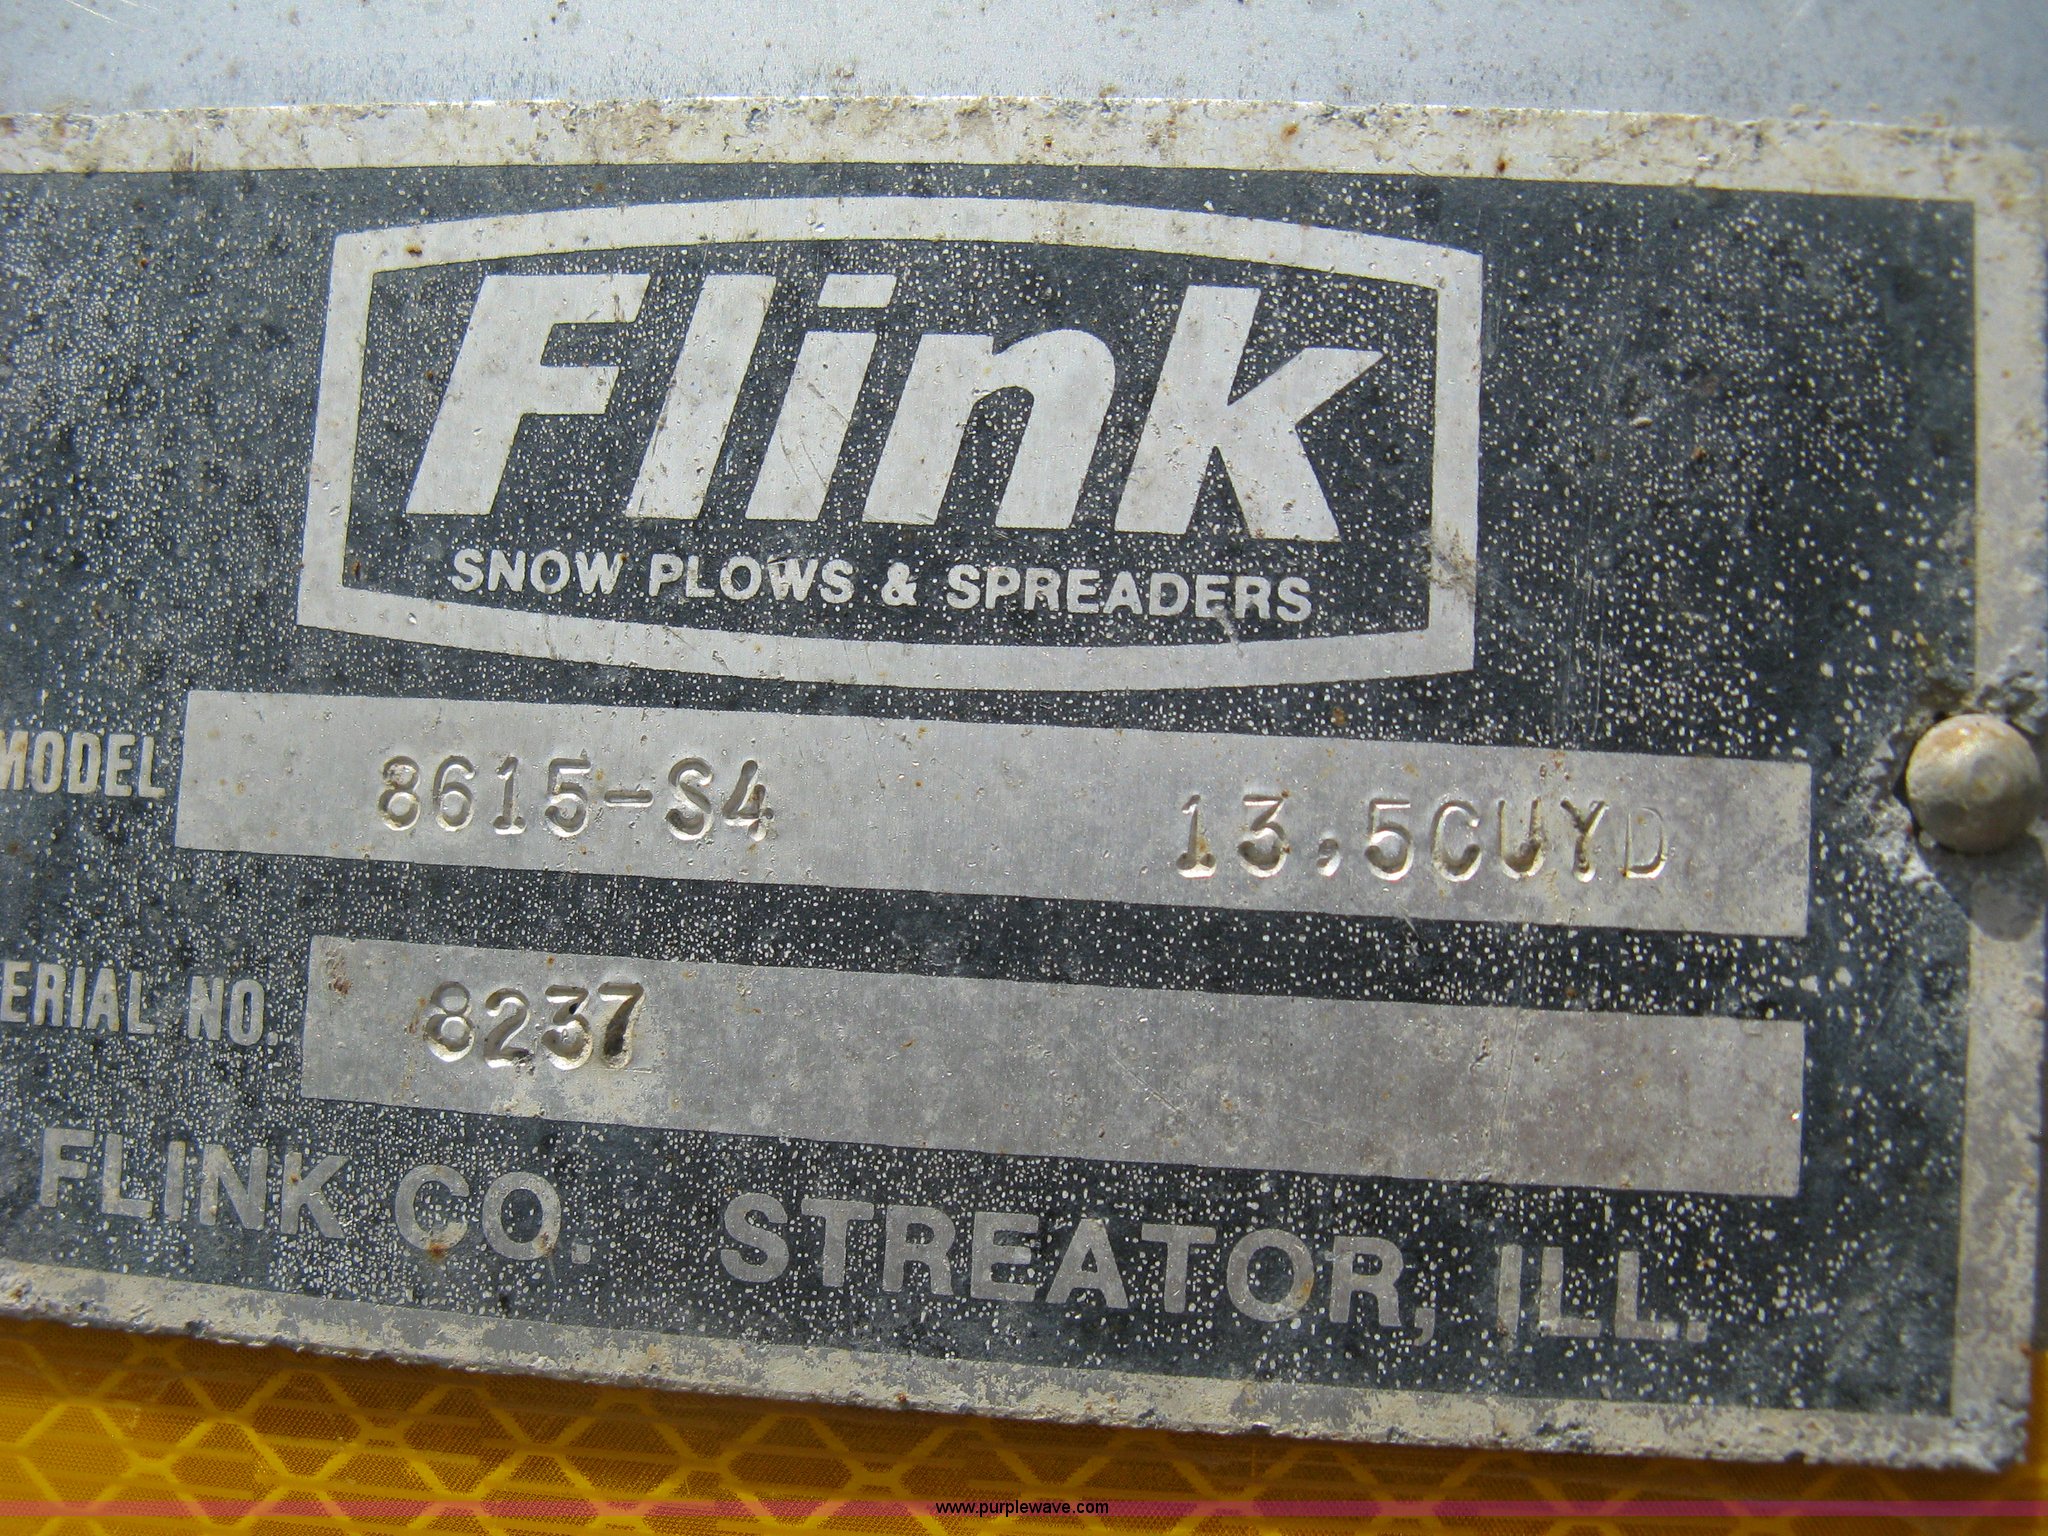 Flink
SNOW PLOWS & SPREADERS
MODEL 8615-S4 13.5CUYD
ERIAL NO. 8237
FLINK CO. STREATOR, ILL.
www.purplewave.com